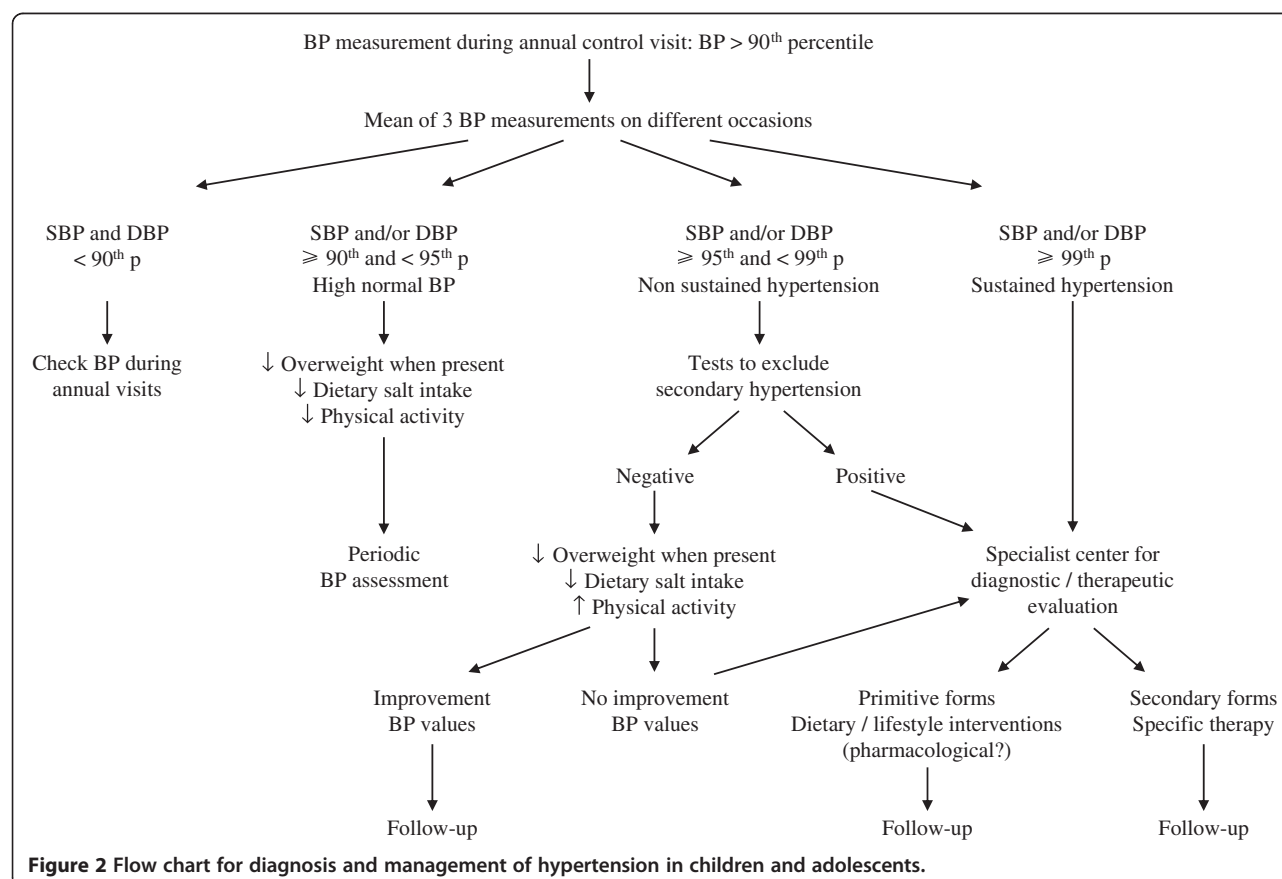 BP measurement during annual control visit: BP > 90th percentile
Mean of 3 BP measurements on different occasions
SBP and DBP
< 90th p
SBP and/or DBP
⩾ 90th and < 95th p
High normal BP
SBP and/or DBP
⩾ 95th and < 99th p
Non sustained hypertension
SBP and/or DBP
⩾ 99th p
Sustained hypertension
Check BP during
annual visits
↓ Overweight when present
↓ Dietary salt intake
↓ Physical activity
Tests to exclude
secondary hypertension
Negative
Positive
Periodic
BP assessment
↓ Overweight when present
↓ Dietary salt intake
↑ Physical activity
Specialist center for
diagnostic / therapeutic
evaluation
Improvement
BP values
No improvement
BP values
Primitive forms
Dietary / lifestyle interventions
(pharmacological?)
Secondary forms
Specific therapy
Follow-up
Follow-up
Follow-up
Figure 2 Flow chart for diagnosis and management of hypertension in children and adolescents.